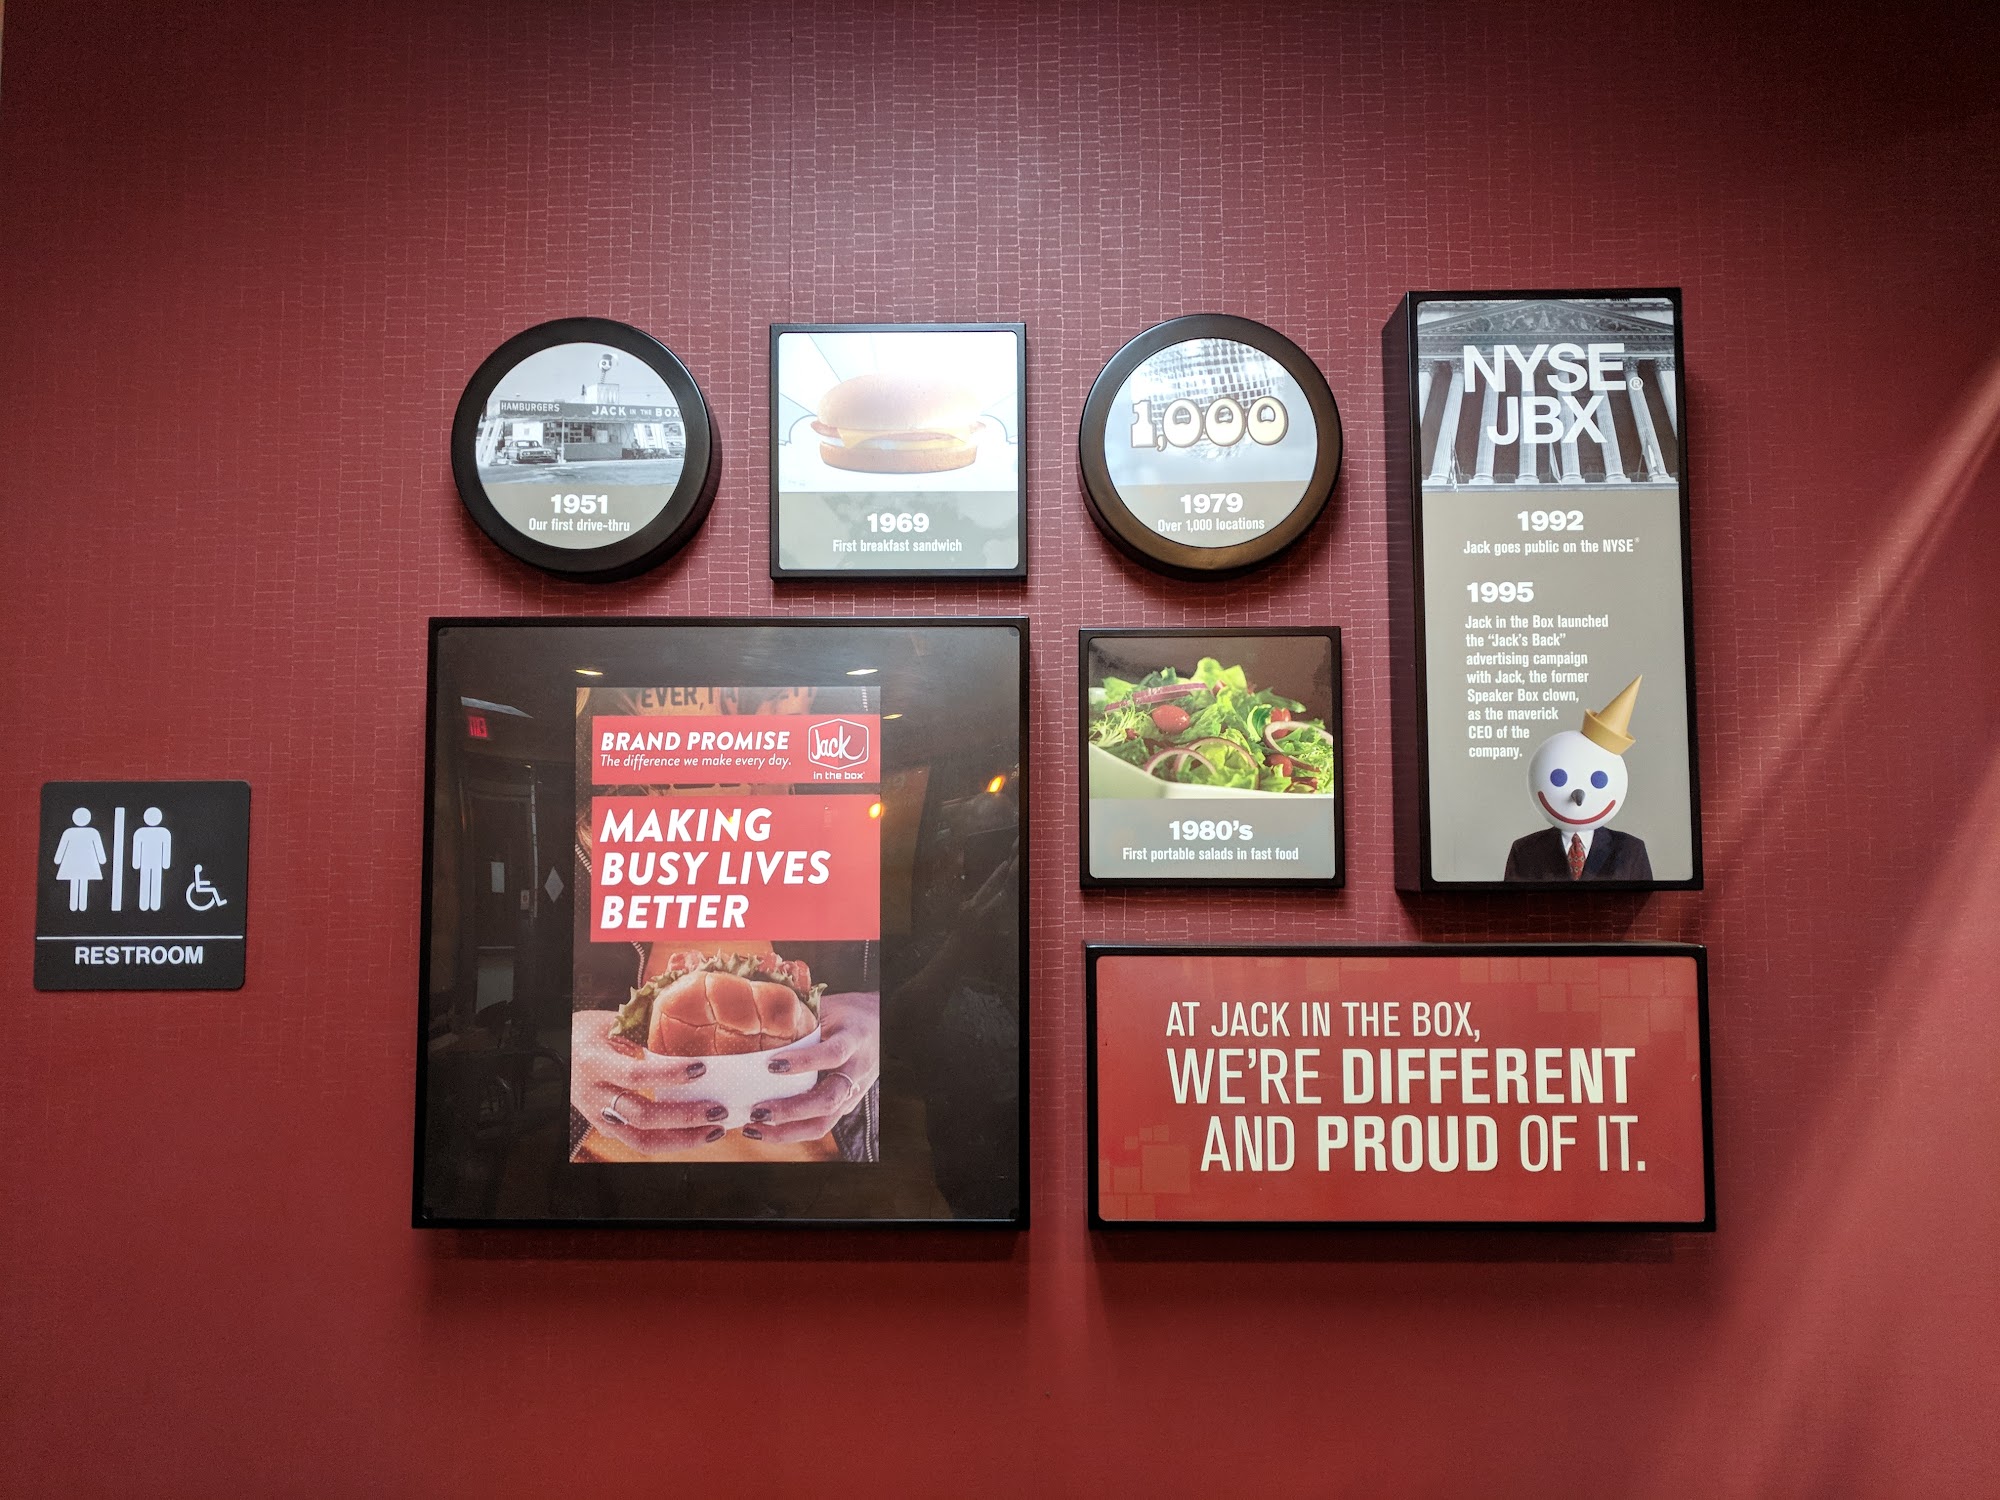 HAMBURGERS
JACK IN THE BOX
1951
Our first drive-thru
1969
First breakfast sandwich
1,000
1979
Over 1,000 locations
NYSE®
JBX
1992
Jack goes public on the NYSE®
1995
Jack in the Box launched
the “Jack’s Back”
advertising campaign
with Jack, the former
Speaker Box clown,
as the maverick
CEO of the
company.
RESTROOM
EVER, I
BRAND PROMISE
The difference we make every day.
Jack
in the box®
MAKING
BUSY LIVES
BETTER
1980’s
First portable salads in fast food
AT JACK IN THE BOX,
WE’RE DIFFERENT
AND PROUD OF IT.